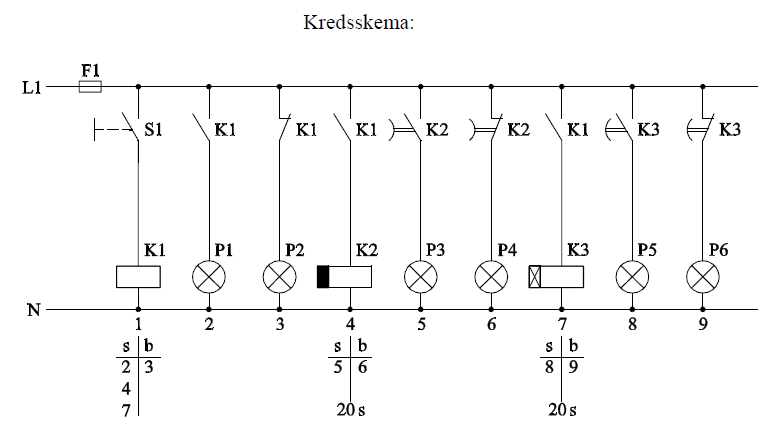 Kredsskema:
F1
L1
S1 K1 K1 K1 K2 K2 K1 K3 K3
K1 P1 P2 K2 P3 P4 K3 P5 P6
N
1 2 3 4 5 6 7 8 9
s b s b s b
2 3 5 6 8 9
4
7 20 s 20 s